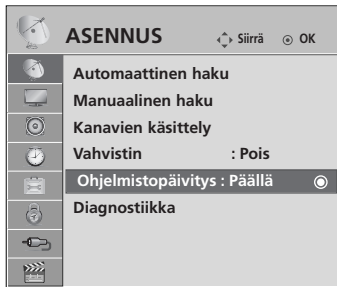 ASENNUS Siirrä OK
Automaattinen haku
Manuaalinen haku
Kanavien käsittely
Vahvistin : Pois
Ohjelmistopäivitys : Päällä
Diagnostiikka